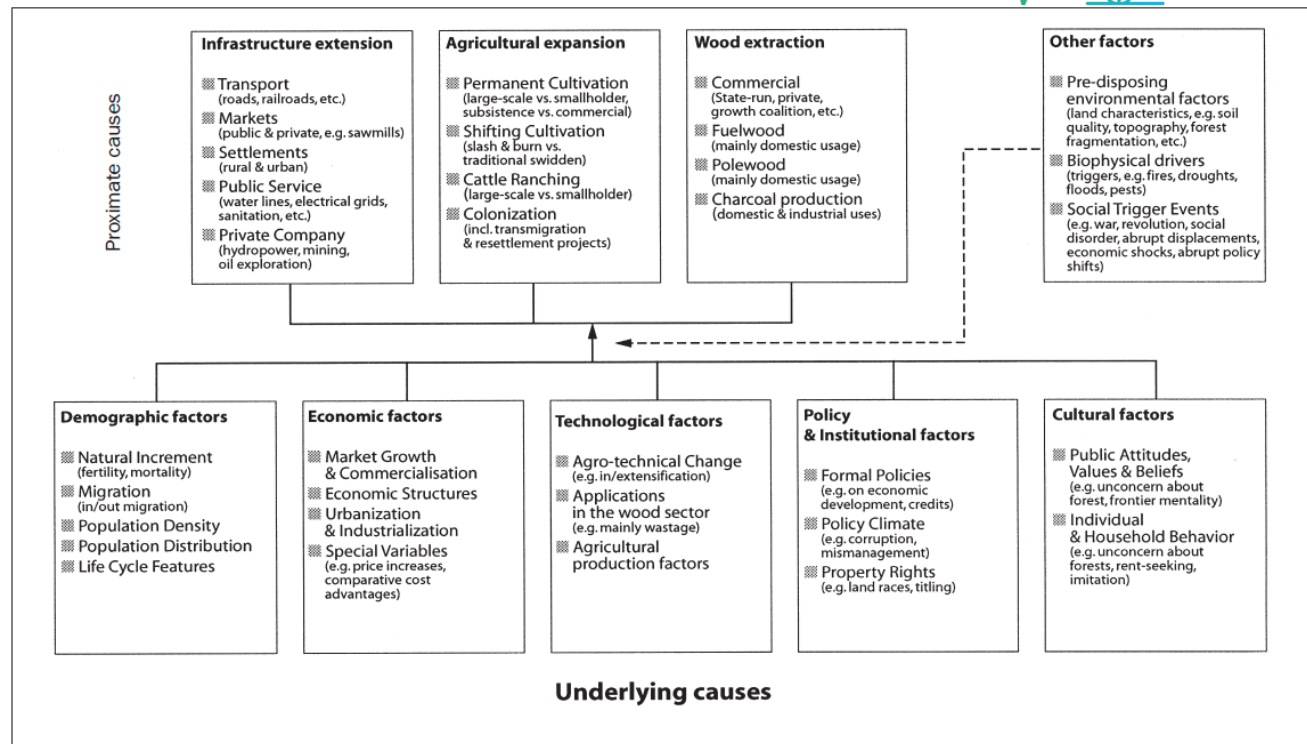 Proximate causes
Infrastructure extension
Transport
(roads, railroads, etc.)
Markets
(public & private, e.g. sawmills)
Settlements
(rural & urban)
Public Service
(water lines, electrical grids,
sanitation, etc.)
Private Company
(hydropower, mining,
oil exploration)
Agricultural expansion
Permanent Cultivation
(large-scale vs. smallholder,
subsistence vs. commercial)
Shifting Cultivation
(slash & burn vs.
traditional swidden)
Cattle Ranching
(large-scale vs. smallholder)
Colonization
(incl. transmigration
& resettlement projects)
Wood extraction
Commercial
(State-run, private,
growth coalition, etc.)
Fuelwood
(mainly domestic usage)
Polewood
(mainly domestic usage)
Charcoal production
(domestic & industrial uses)
Other factors
Pre-disposing
environmental factors
(land characteristics, e.g. soil
quality, topography, forest
fragmentation, etc.)
Biophysical drivers
(triggers, e.g. fires, droughts,
floods, pests)
Social Trigger Events
(e.g. war, revolution, social
disorder, abrupt displacements,
economic shocks, abrupt policy
shifts)
Demographic factors
Natural Increment
(fertility, mortality)
Migration
(in/out migration)
Population Density
Population Distribution
Life Cycle Features
Economic factors
Market Growth
& Commercialisation
Economic Structures
Urbanization
& Industrialization
Special Variables
(e.g. price increases,
comparative cost
advantages)
Technological factors
Agro-technical Change
(e.g. in/extensification)
Applications
in the wood sector
(e.g. mainly wastage)
Agricultural
production factors
Policy
& Institutional factors
Formal Policies
(e.g. on economic
development, credits)
Policy Climate
(e.g. corruption,
mismanagement)
Property Rights
(e.g. land races, titling)
Cultural factors
Public Attitudes,
Values & Beliefs
(e.g. unconcern about
forest, frontier mentality)
Individual
& Household Behavior
(e.g. unconcern about
forests, rent-seeking,
imitation)
Underlying causes